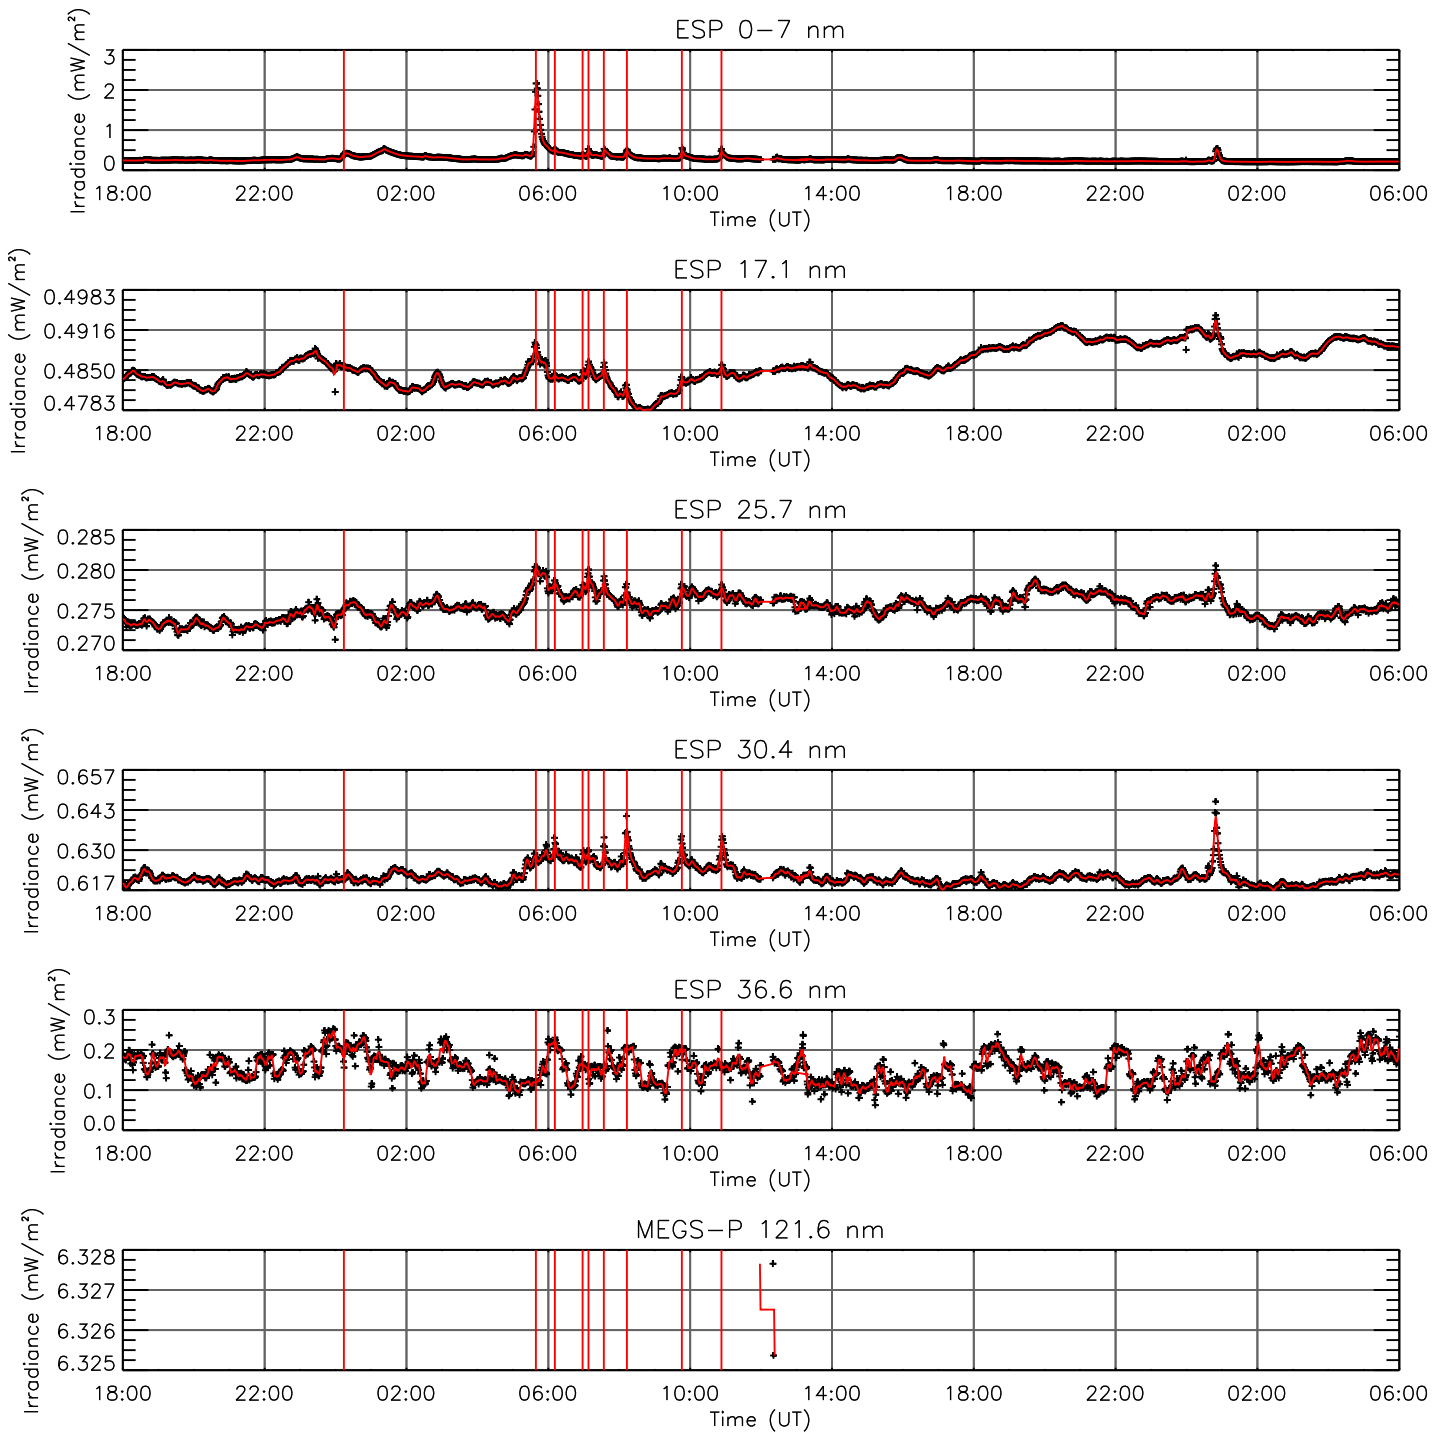 ESP 0-7 nm
Irradiance (mW/m²)
3
2
1
0
18:00 22:00 02:00 06:00 10:00 14:00 18:00 22:00 02:00 06:00
Time (UT)
ESP 17.1 nm
Irradiance (mW/m²)
0.4983
0.4916
0.4850
0.4783
18:00 22:00 02:00 06:00 10:00 14:00 18:00 22:00 02:00 06:00
Time (UT)
ESP 25.7 nm
Irradiance (mW/m²)
0.285
0.280
0.275
0.270
18:00 22:00 02:00 06:00 10:00 14:00 18:00 22:00 02:00 06:00
Time (UT)
ESP 30.4 nm
Irradiance (mW/m²)
0.657
0.643
0.630
0.617
18:00 22:00 02:00 06:00 10:00 14:00 18:00 22:00 02:00 06:00
Time (UT)
ESP 36.6 nm
Irradiance (mW/m²)
0.3
0.2
0.1
0.0
18:00 22:00 02:00 06:00 10:00 14:00 18:00 22:00 02:00 06:00
Time (UT)
MEGS-P 121.6 nm
Irradiance (mW/m²)
6.328
6.327
6.326
6.325
18:00 22:00 02:00 06:00 10:00 14:00 18:00 22:00 02:00 06:00
Time (UT)